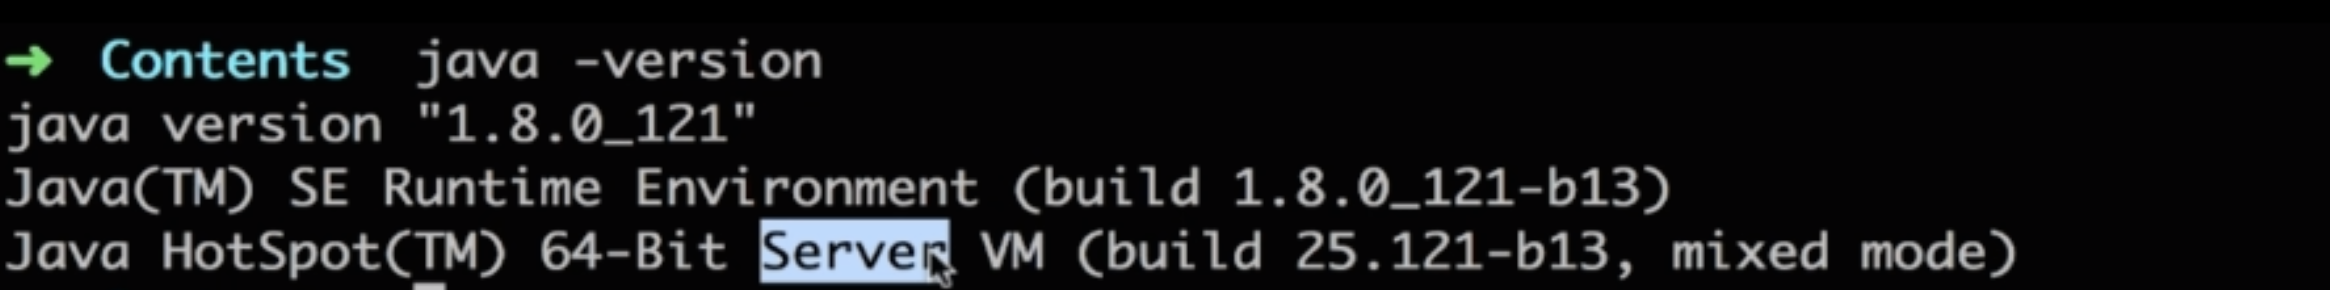 ➜ Contents java -version
java version "1.8.0_121"
Java(TM) SE Runtime Environment (build 1.8.0_121-b13)
Java HotSpot(TM) 64-Bit Server VM (build 25.121-b13, mixed mode)